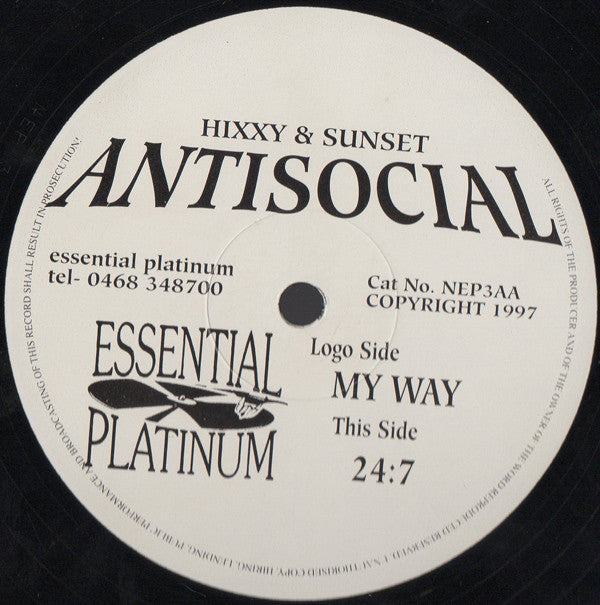 HIXXY & SUNSET
ANTISOCIAL
essential platinum
tel- 0468 348700
Cat No. NEP3AA
COPYRIGHT 1997
ESSENTIAL
PLATINUM
Logo Side
MY WAY
This Side
24:7
ALL RIGHTS OF THE PRODUCER AND OF THE OWNER OF THE WORD REPRODUCED RESERVED. UNAUTHORISED COPY, HIRING, LENDING, PUBLIC PERFORMANCE AND BROADCASTING OF THIS RECORD SHALL RESULT IN PROSECUTION!